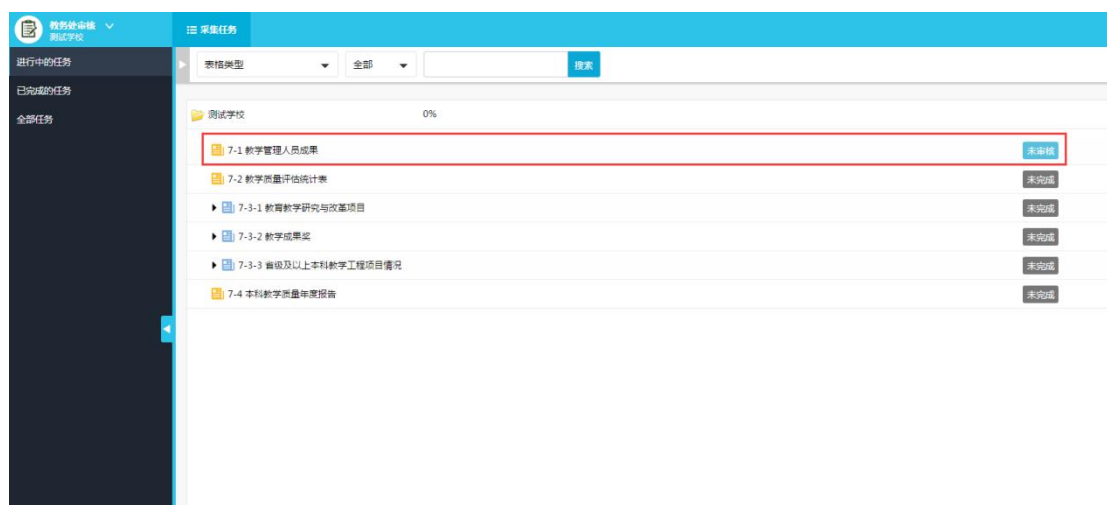 教务处审核
测试学校
采集任务
进行中的任务
已完成的任务
全部任务
表格类型 全部 搜索
测试学校 0%
7-1 教学管理人员成果 未审核
7-2 教学质量评估统计表 未完成
7-3-1 教育教学研究与改革项目 未完成
7-3-2 教学成果奖 未完成
7-3-3 省级及以上本科教学工程项目情况 未完成
7-4 本科教学质量年度报告 未完成